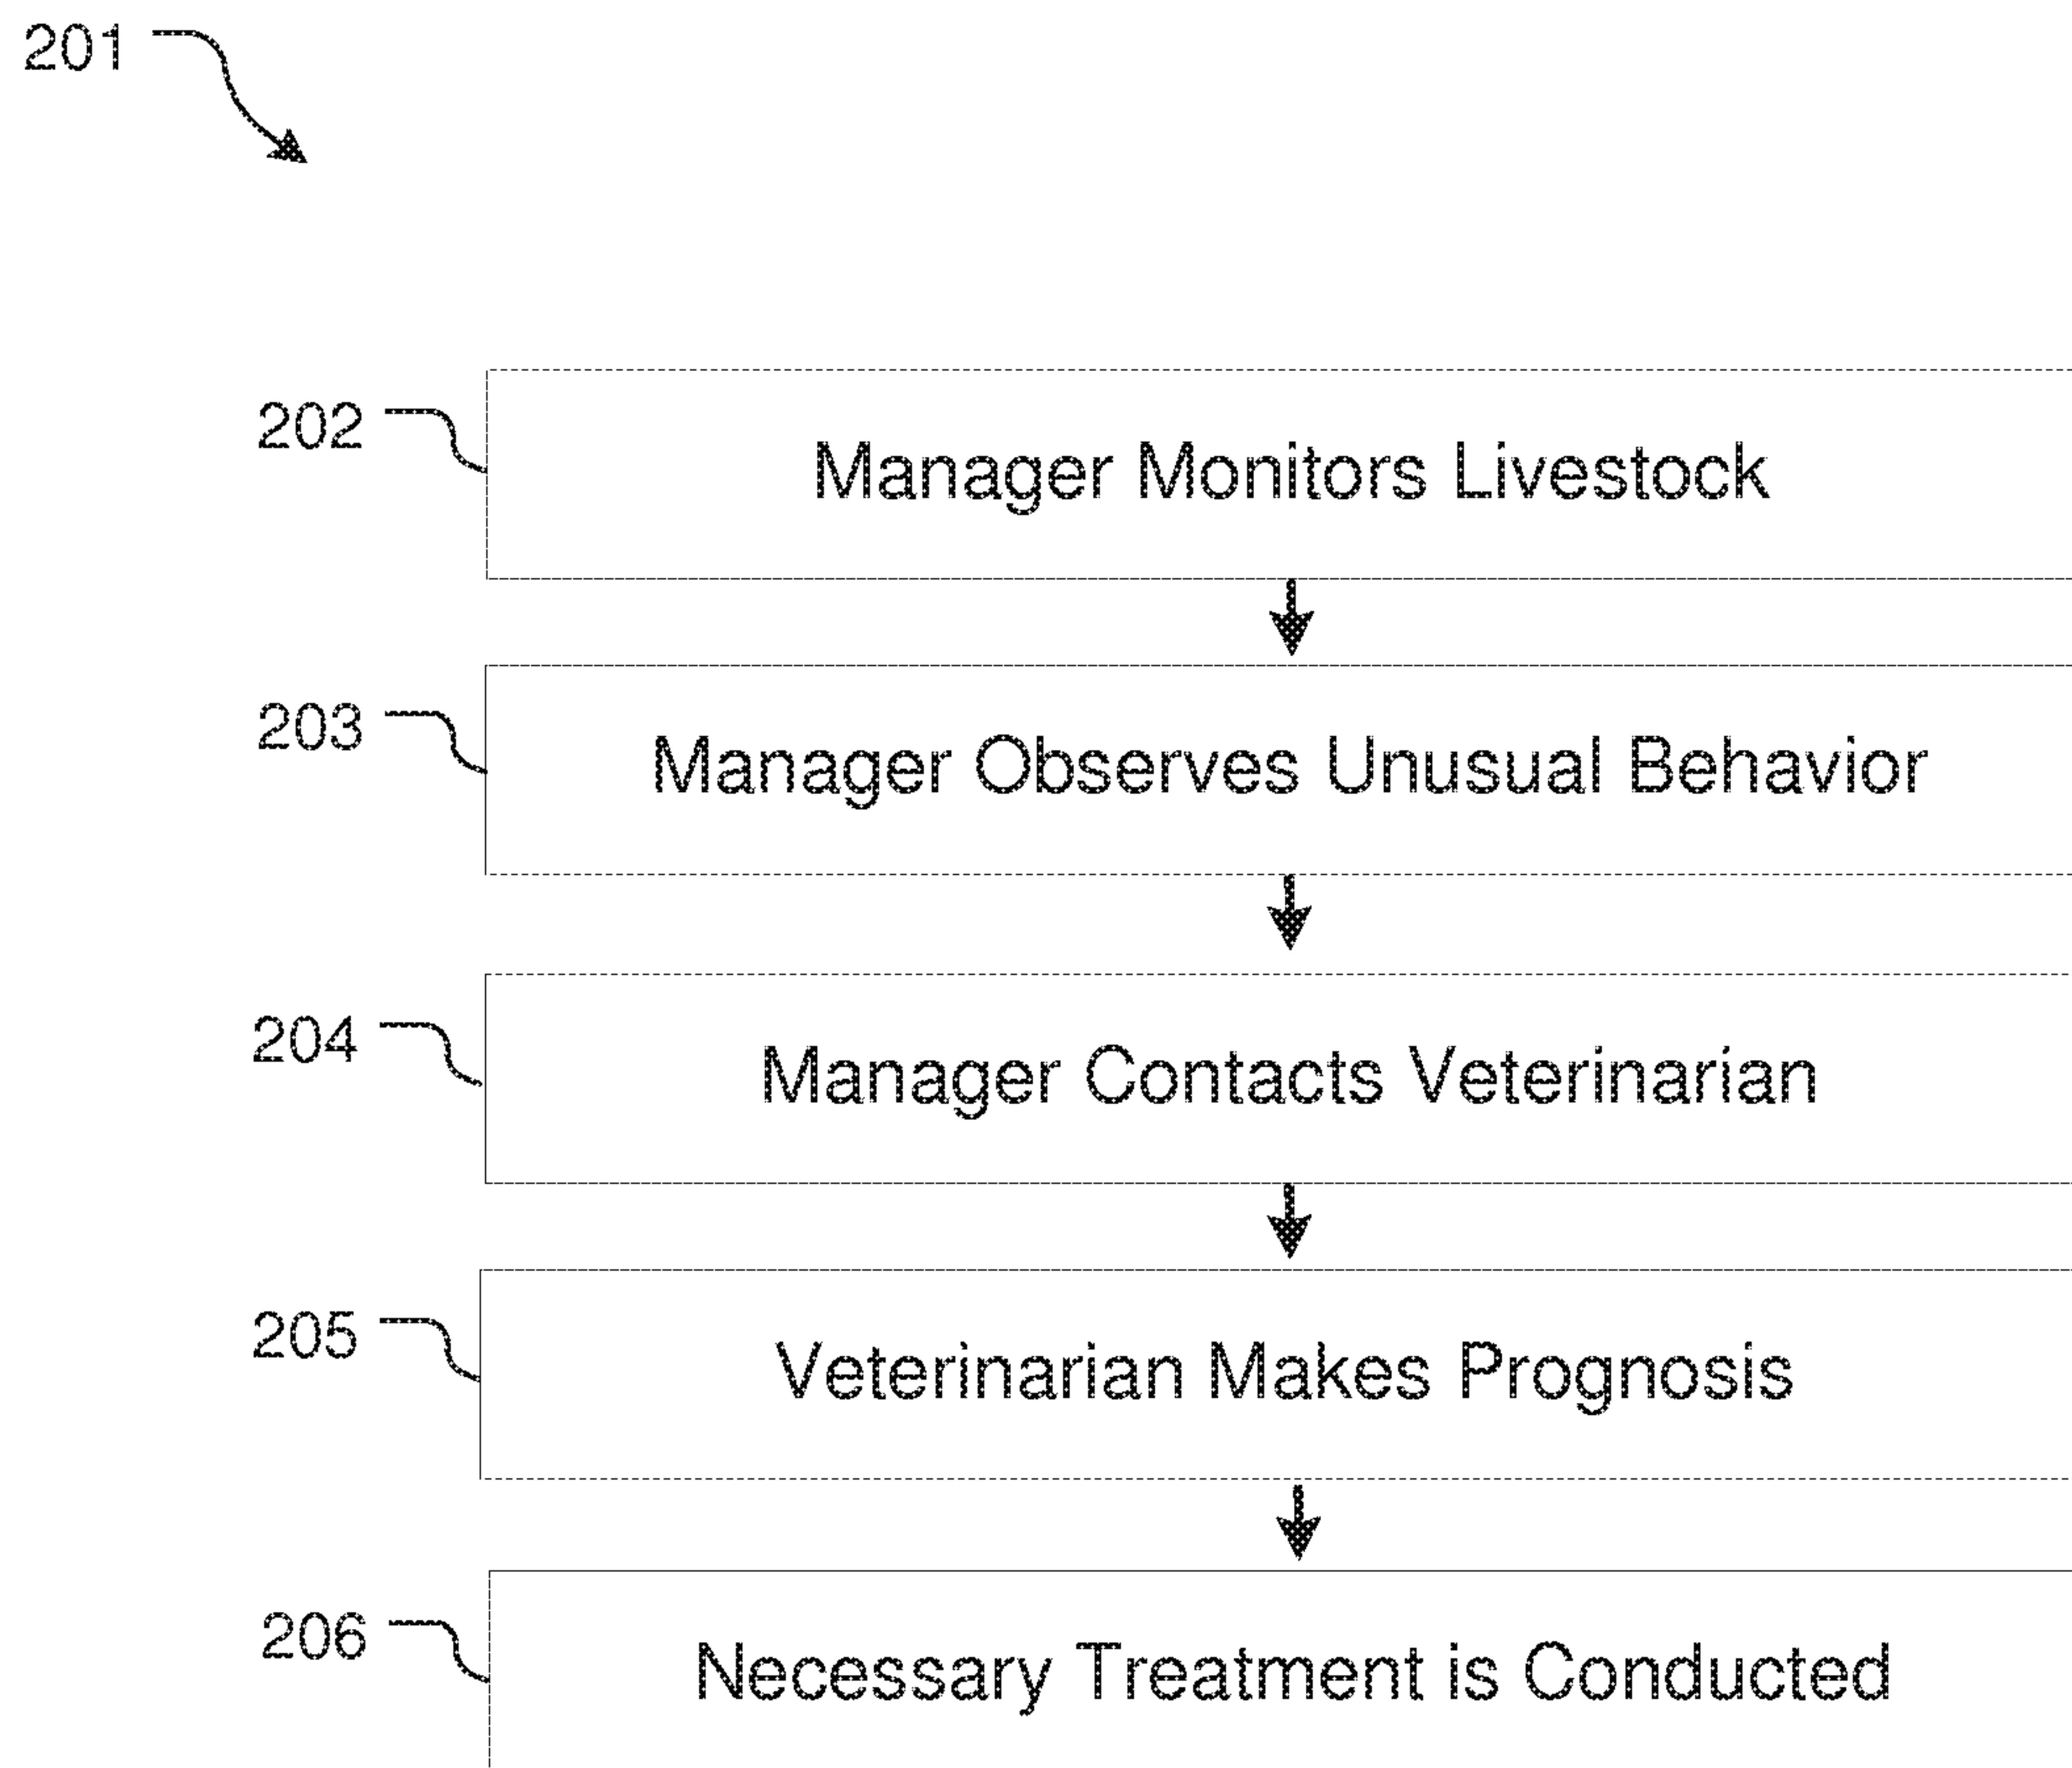 201
202
Manager Monitors Livestock
203
Manager Observes Unusual Behavior
204
Manager Contacts Veterinarian
205
Veterinarian Makes Prognosis
206
Necessary Treatment is Conducted